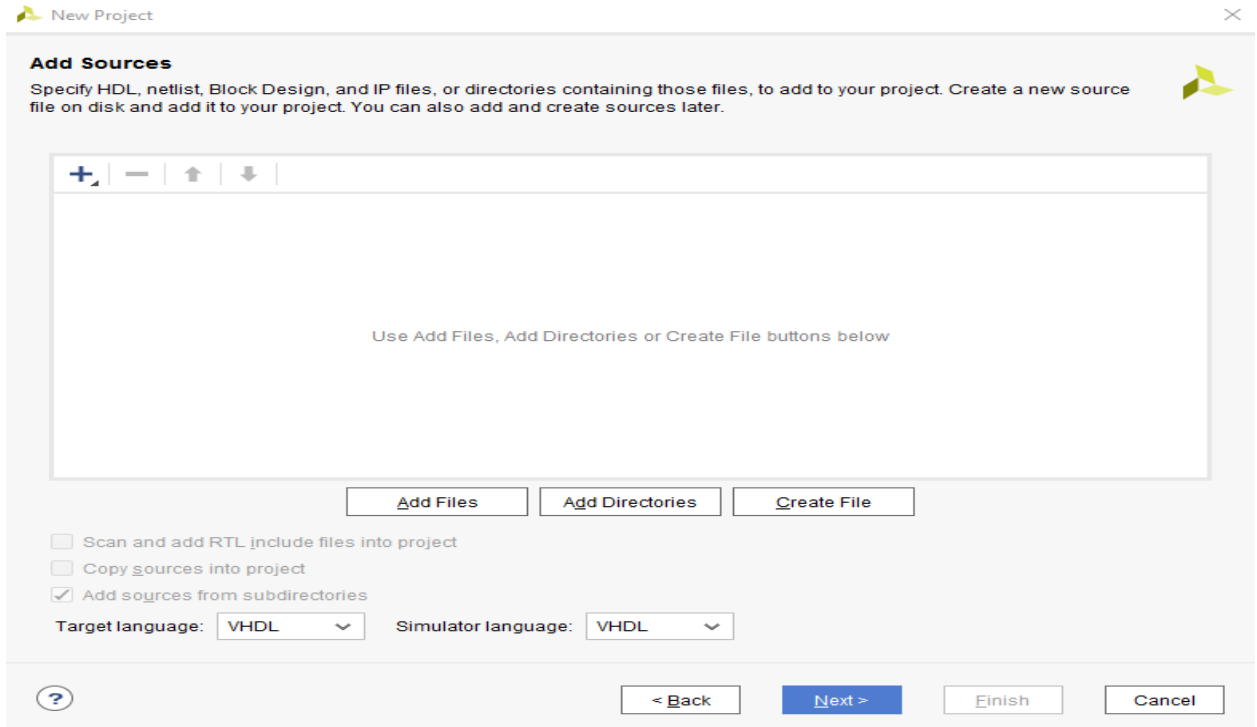 New Project
Add Sources
Specify HDL, netlist, Block Design, and IP files, or directories containing those files, to add to your project. Create a new source
file on disk and add it to your project. You can also add and create sources later.
Use Add Files, Add Directories or Create File buttons below
Add Files Add Directories Create File
Scan and add RTL include files into project
Copy sources into project
Add sources from subdirectories
Target language: VHDL Simulator language: VHDL
? < Back Next > Finish Cancel